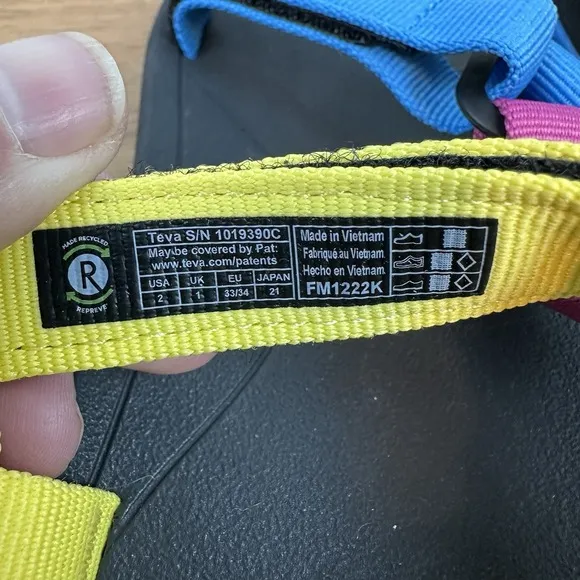 MADE RECYCLED
R
REPREVE
Teva S/N 1019390C
May be covered by Pat:
www.teva.com/patents
USA UK EU JAPAN
2 1 33/34 21
Made in Vietnam
Fabriqué au Vietnam.
Hecho en Vietnam.
FM1222K